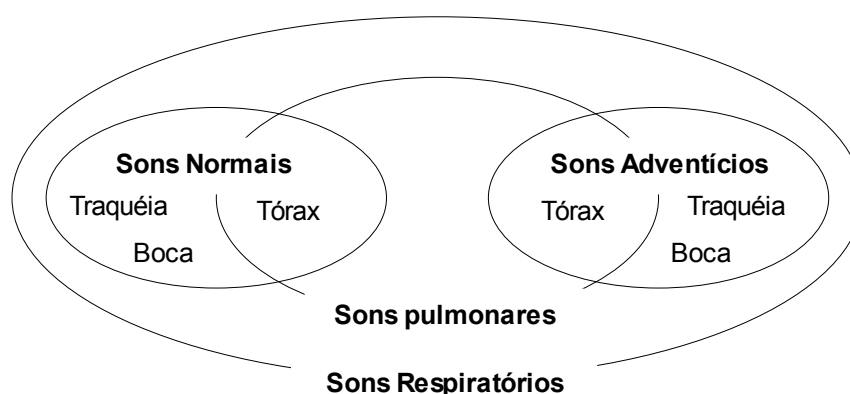 Sons Normais
Traquéia
Tórax
Boca
Sons Adventícios
Tórax
Traquéia
Boca
Sons pulmonares
Sons Respiratórios